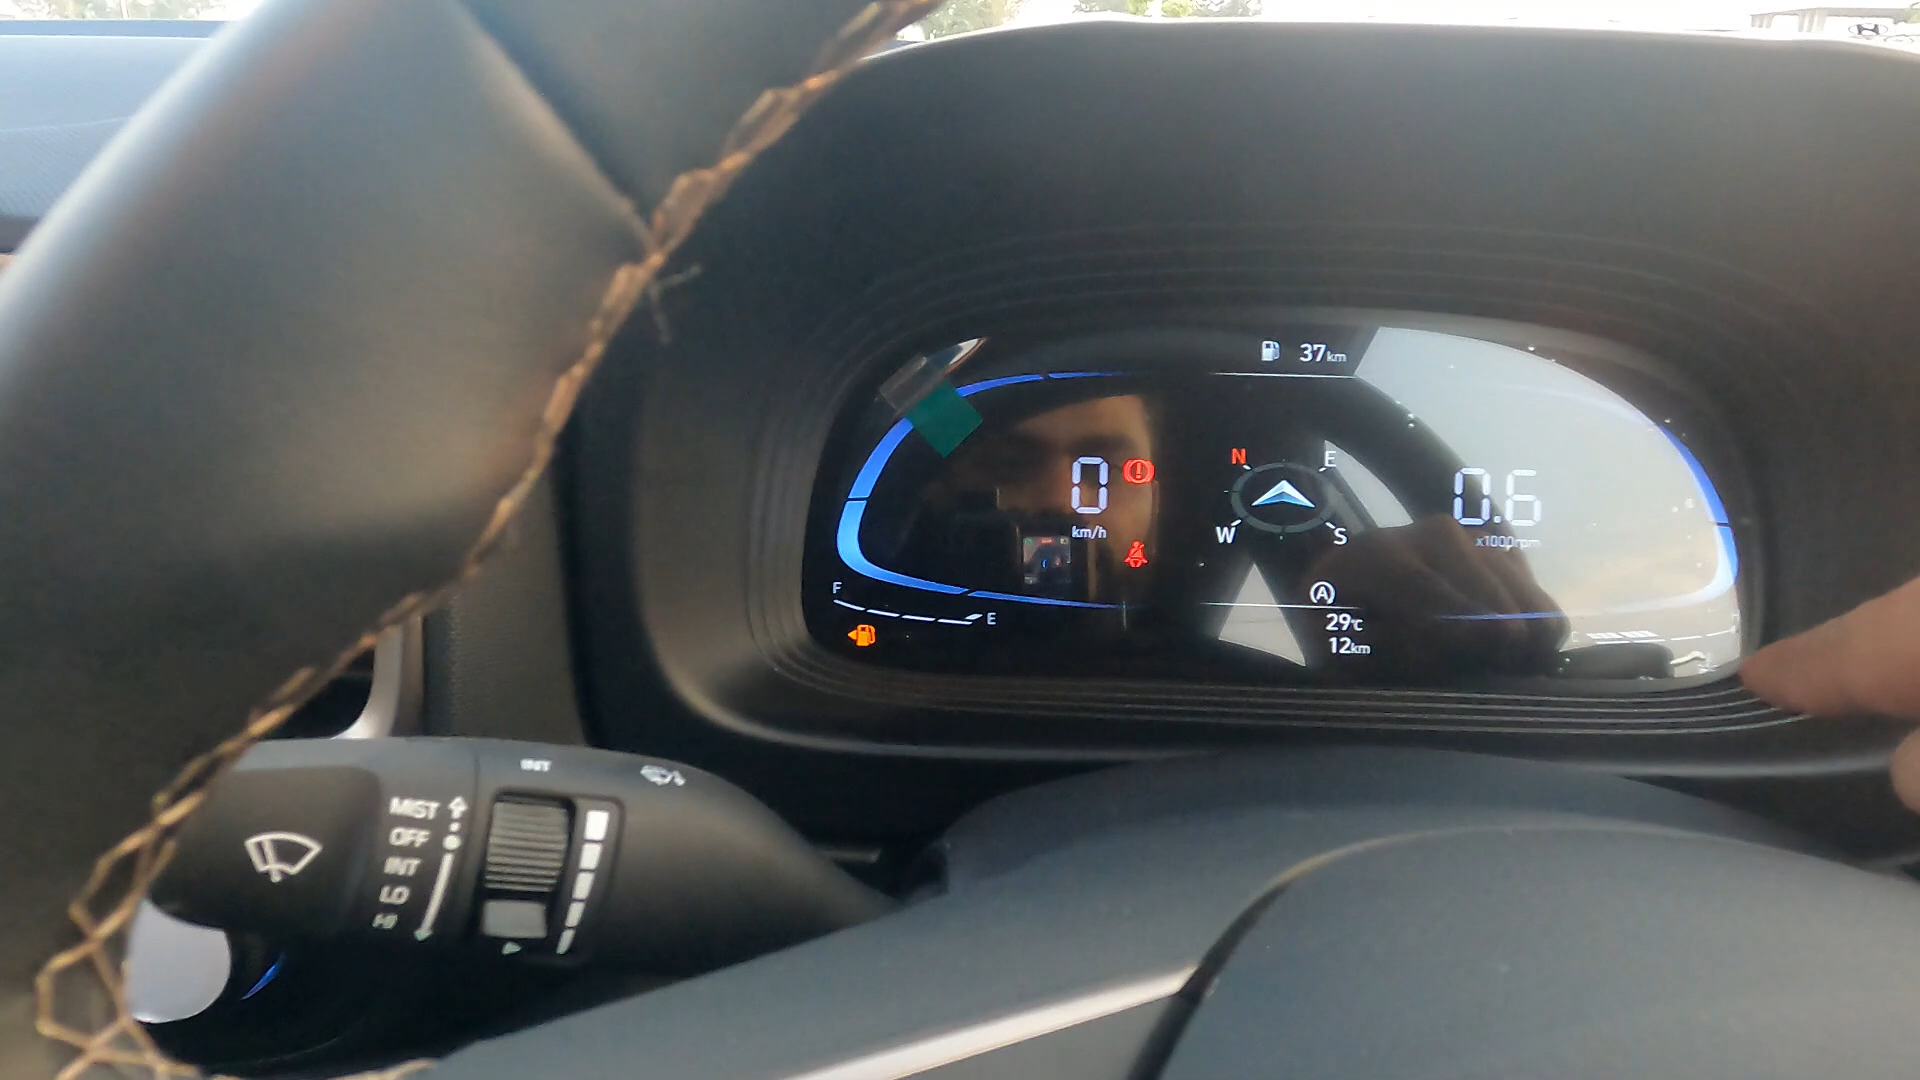 37km
N
E
0
km/h
0.6
x1000rpm
W
S
F
E
(A)
29℃
12km
INT
MIST
OFF
INT
LO
HI